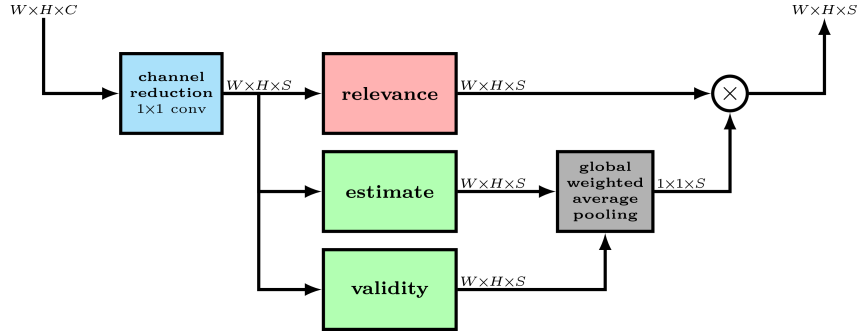 W×H×C
W×H×S
channel
reduction
1×1 conv
W×H×S
relevance
W×H×S
×
estimate
W×H×S
global
weighted
average
pooling
1×1×S
validity
W×H×S